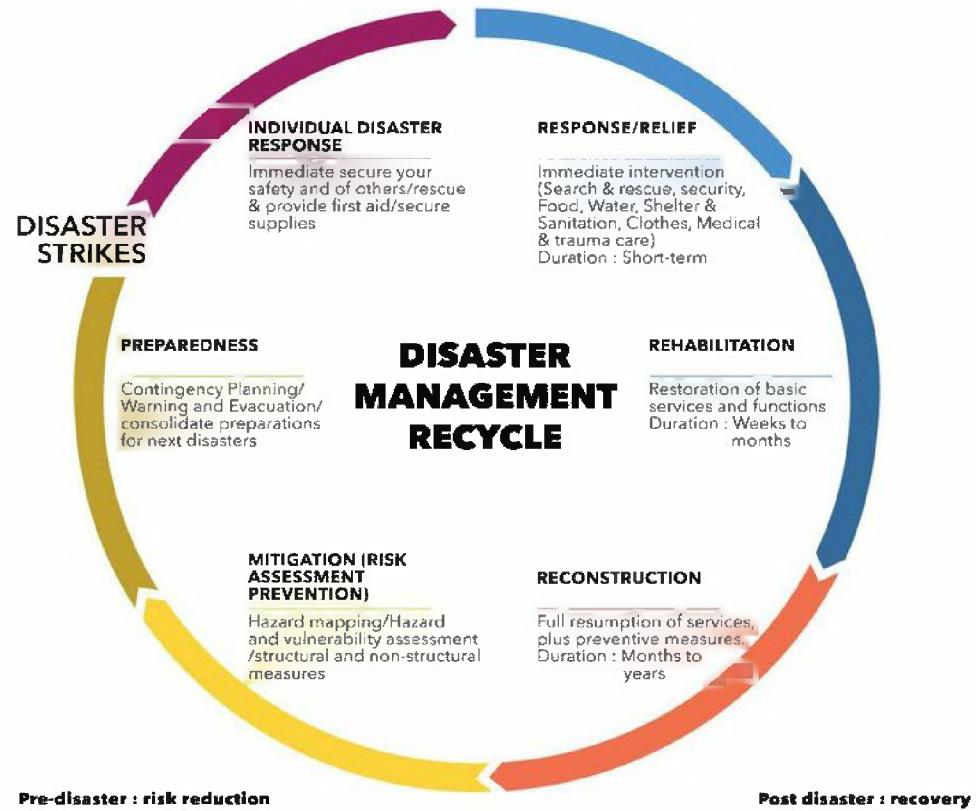 INDIVIDUAL DISASTER
RESPONSE
Immediate secure your
safety and of others/rescue
& provide first aid/secure
supplies
RESPONSE/RELIEF
Immediate intervention
(Search & rescue, security,
Food, Water, Shelter &
Sanitation, Clothes, Medical
& trauma care)
Duration : Short-term
DISASTER
STRIKES
PREPAREDNESS
Contingency Planning/
Warning and Evacuation/
consolidate preparations
for next disasters
DISASTER
MANAGEMENT
RECYCLE
REHABILITATION
Restoration of basic
services and functions
Duration : Weeks to
months
MITIGATION (RISK
ASSESSMENT
PREVENTION)
Hazard mapping/Hazard
and vulnerability assessment
/structural and non-structural
measures
RECONSTRUCTION
Full resumption of services,
plus preventive measures.
Duration : Months to
years
Pre-disaster : risk reduction
Post disaster : recovery